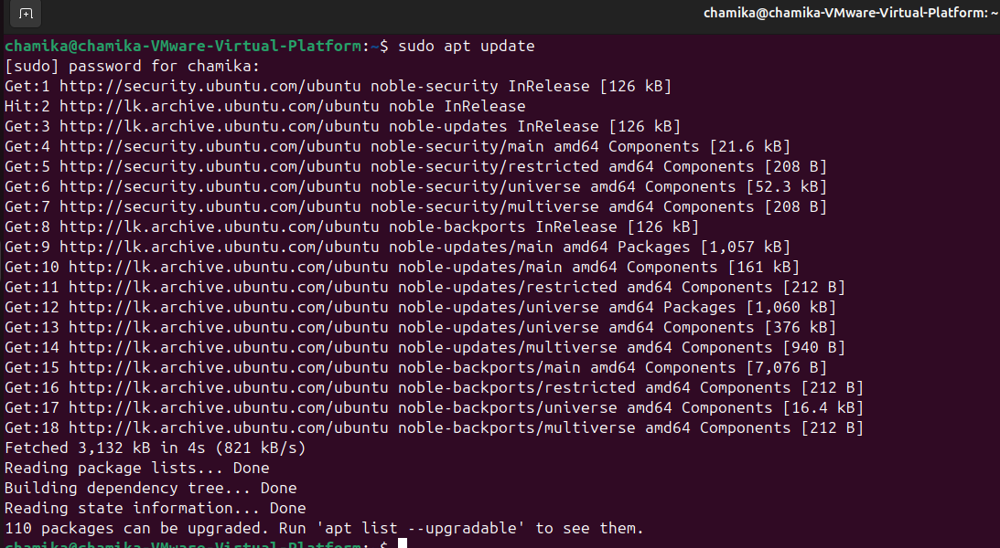 chamika@chamika-VMware-Virtual-Platform: ~
chamika@chamika-VMware-Virtual-Platform:~$ sudo apt update
[sudo] password for chamika:
Get:1 http://security.ubuntu.com/ubuntu noble-security InRelease [126 kB]
Hit:2 http://lk.archive.ubuntu.com/ubuntu noble InRelease
Get:3 http://lk.archive.ubuntu.com/ubuntu noble-updates InRelease [126 kB]
Get:4 http://security.ubuntu.com/ubuntu noble-security/main amd64 Components [21.6 kB]
Get:5 http://security.ubuntu.com/ubuntu noble-security/restricted amd64 Components [208 B]
Get:6 http://security.ubuntu.com/ubuntu noble-security/universe amd64 Components [52.3 kB]
Get:7 http://security.ubuntu.com/ubuntu noble-security/multiverse amd64 Components [208 B]
Get:8 http://lk.archive.ubuntu.com/ubuntu noble-backports InRelease [126 kB]
Get:9 http://lk.archive.ubuntu.com/ubuntu noble-updates/main amd64 Packages [1,057 kB]
Get:10 http://lk.archive.ubuntu.com/ubuntu noble-updates/main amd64 Components [161 kB]
Get:11 http://lk.archive.ubuntu.com/ubuntu noble-updates/restricted amd64 Components [212 B]
Get:12 http://lk.archive.ubuntu.com/ubuntu noble-updates/universe amd64 Packages [1,060 kB]
Get:13 http://lk.archive.ubuntu.com/ubuntu noble-updates/universe amd64 Components [376 kB]
Get:14 http://lk.archive.ubuntu.com/ubuntu noble-updates/multiverse amd64 Components [940 B]
Get:15 http://lk.archive.ubuntu.com/ubuntu noble-backports/main amd64 Components [7,076 B]
Get:16 http://lk.archive.ubuntu.com/ubuntu noble-backports/restricted amd64 Components [212 B]
Get:17 http://lk.archive.ubuntu.com/ubuntu noble-backports/universe amd64 Components [16.4 kB]
Get:18 http://lk.archive.ubuntu.com/ubuntu noble-backports/multiverse amd64 Components [212 B]
Fetched 3,132 kB in 4s (821 kB/s)
Reading package lists... Done
Building dependency tree... Done
Reading state information... Done
110 packages can be upgraded. Run 'apt list --upgradable' to see them.
chamika@chamika-VMware-Virtual-Platform:~$